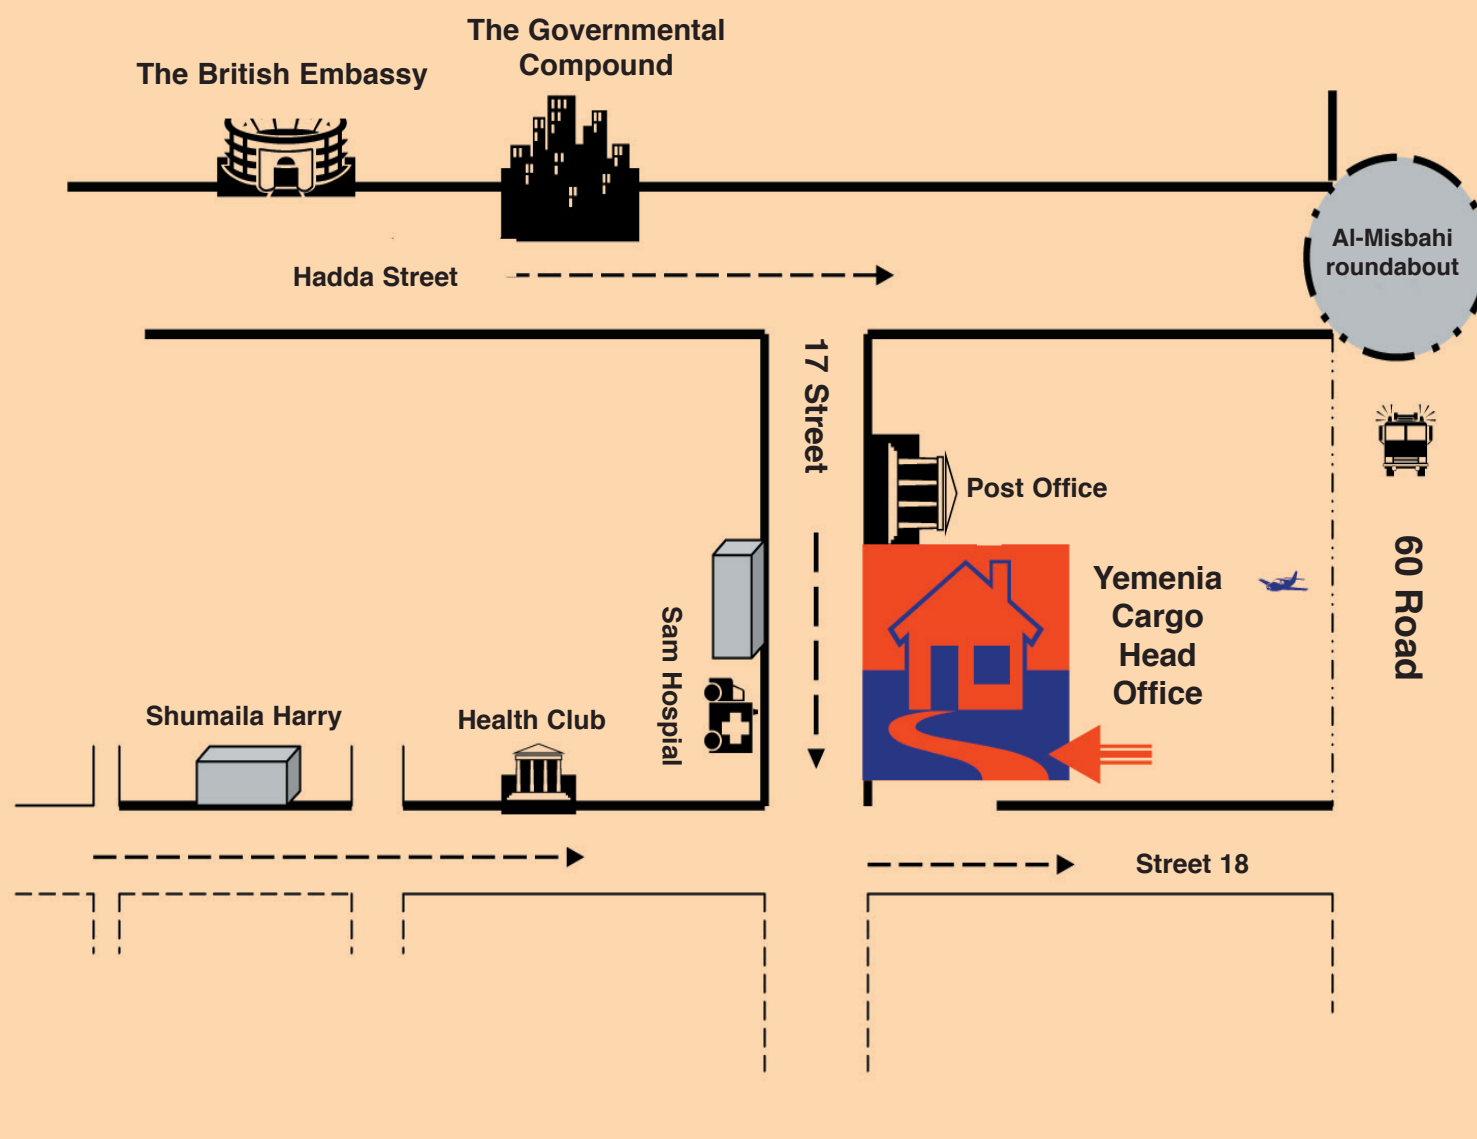 The Governmental
Compound
The British Embassy
Al-Misbahi
roundabout
Hadda Street
17 Street
Post Office
Yemenia
Cargo
Head
Office
60 Road
Sam Hospial
Shumaila Harry
Health Club
Street 18